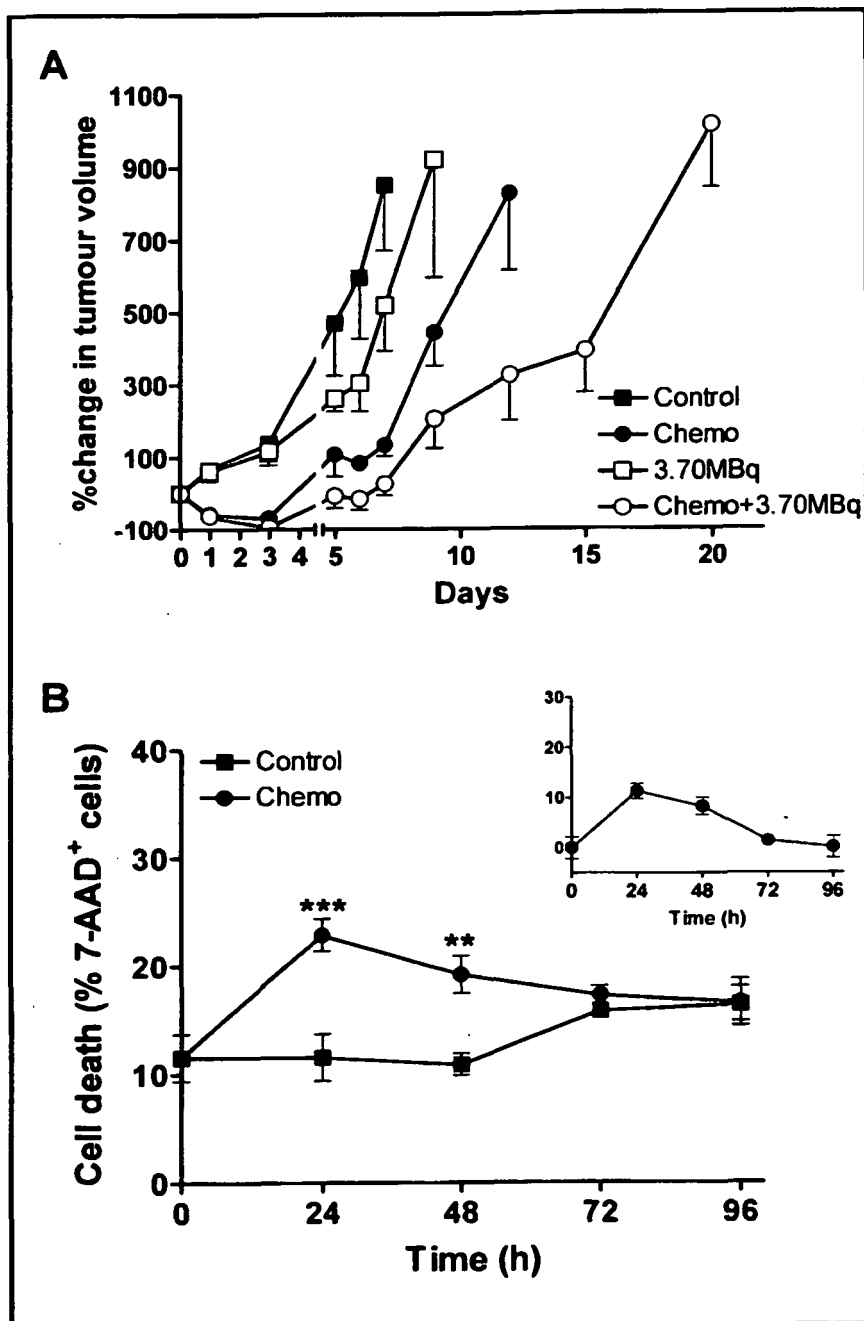 A
%change in tumour volume
1100
900
700
500
300
100
-100
0 1 2 3 4 5 10 15 20
Days
Control
Chemo
3.70MBq
Chemo+3.70MBq
B
Cell death (% 7-AAD+ cells)
40
30
20
10
0
Control
Chemo
***
**
0 24 48 72 96
Time (h)
30
20
10
0
0 24 48 72 96
Time (h)